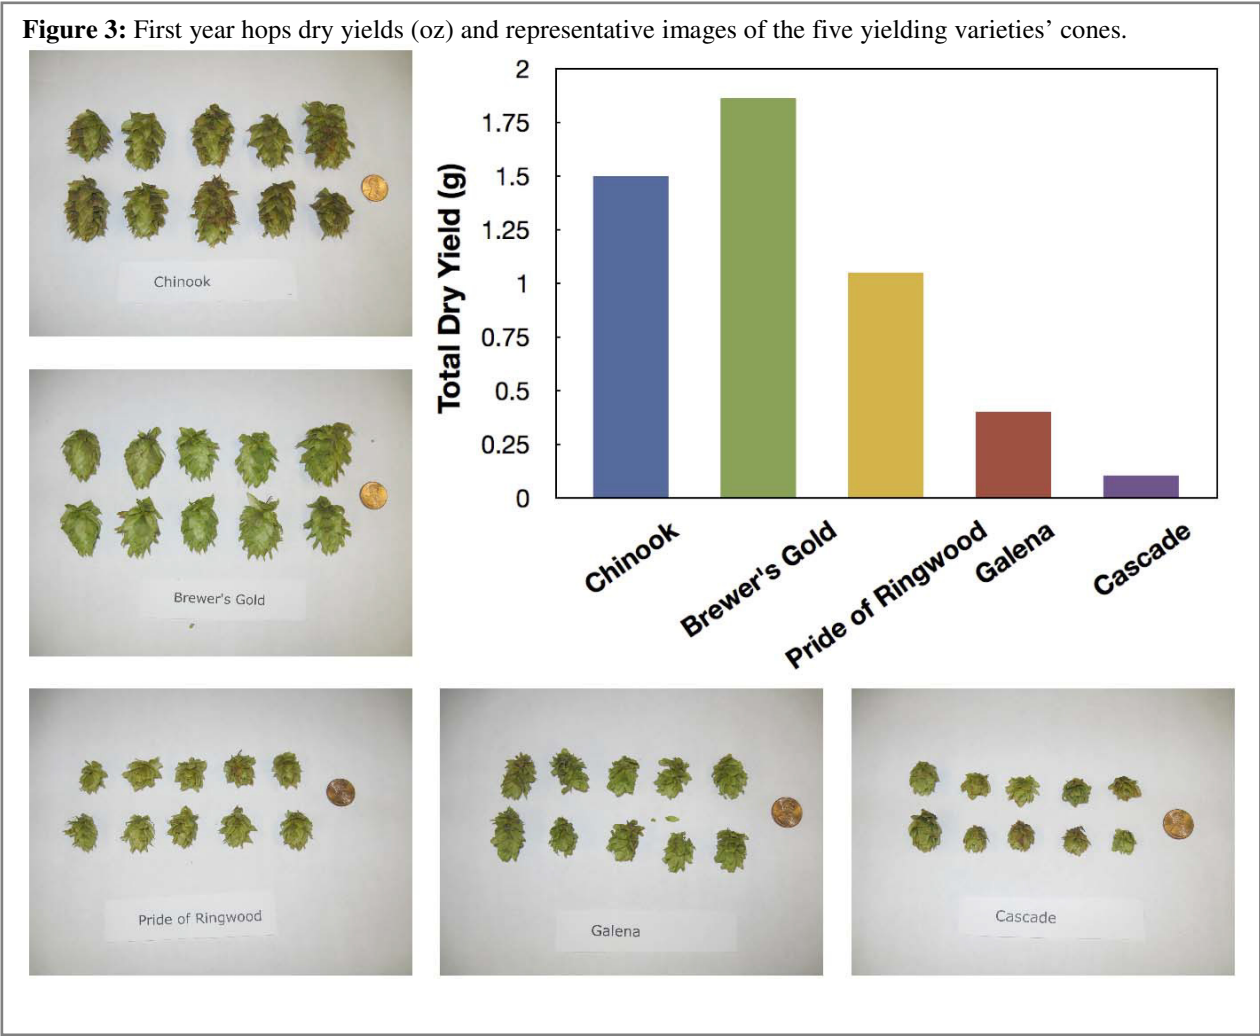 Figure 3: First year hops dry yields (oz) and representative images of the five yielding varieties’ cones.
Chinook
Total Dry Yield (g)
2
1.75
1.5
1.25
1
0.75
0.5
0.25
0
Chinook
Brewer's Gold
Pride of Ringwood
Galena
Cascade
Brewer's Gold
Pride of Ringwood
Galena
Cascade